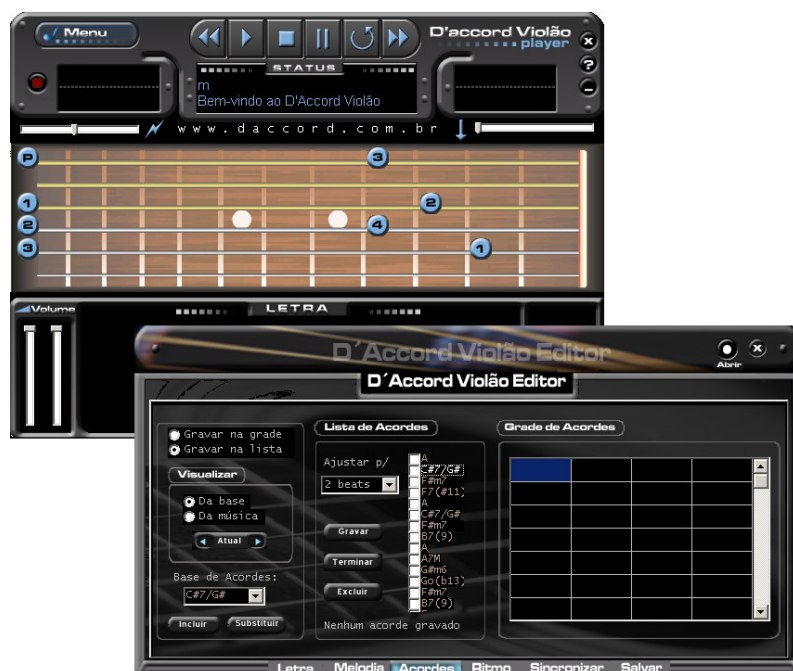 Menu
D'accord Violão
player
x
?
STATUS
m
Bem-vindo ao D'Accord Violão
www.daccord.com.br
P
3
1
2
2
4
3
1
Volume
LETRA
D´Accord Violão Editor
Abrir
x
D´Accord Violão Editor
Gravar na grade
Gravar na lista
Visualizar
Da base
Da música
Atual
Base de Acordes:
C#7/G#
Incluir
Substituir
Lista de Acordes
Ajustar p/
2 beats
Gravar
Terminar
Excluir
A
C#7/G#
F#m7
F7(#11)
A
C#7/G#
F#m7
B7(9)
A
A7M
G#m6
Go(b13)
F#m7
B7(9)
Nenhum acorde gravado
Grade de Acordes
Letra Melodia Acordes Ritmo Sincronizar Salvar